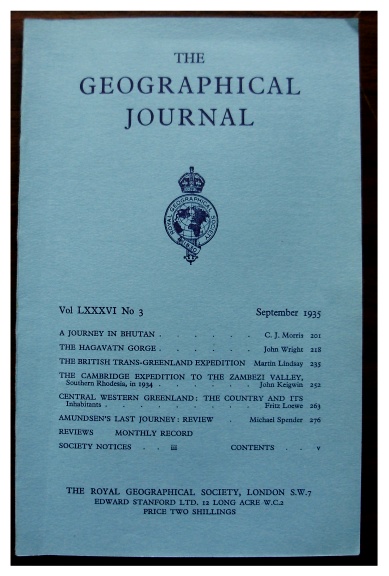 THE
GEOGRAPHICAL
JOURNAL
ROYAL GEOGRAPHICAL SOCIETY
Vol LXXXVI No 3 September 1935
A JOURNEY IN BHUTAN . . . . . . C. J. Morris 201
THE HAGAVATN GORGE . . . . . . John Wright 218
THE BRITISH TRANS-GREENLAND EXPEDITION Martin Lindsay 235
THE CAMBRIDGE EXPEDITION TO THE ZAMBEZI VALLEY,
Southern Rhodesia, in 1934 . . . . . . John Keigwin 252
CENTRAL WESTERN GREENLAND: THE COUNTRY AND ITS
Inhabitants . . . . . . . . Fritz Loewe 263
AMUNDSEN'S LAST JOURNEY: REVIEW . Michael Spender 276
REVIEWS MONTHLY RECORD
SOCIETY NOTICES . . iii CONTENTS . . v
THE ROYAL GEOGRAPHICAL SOCIETY, LONDON S.W.7
EDWARD STANFORD LTD. 12 LONG ACRE W.C.2
PRICE TWO SHILLINGS